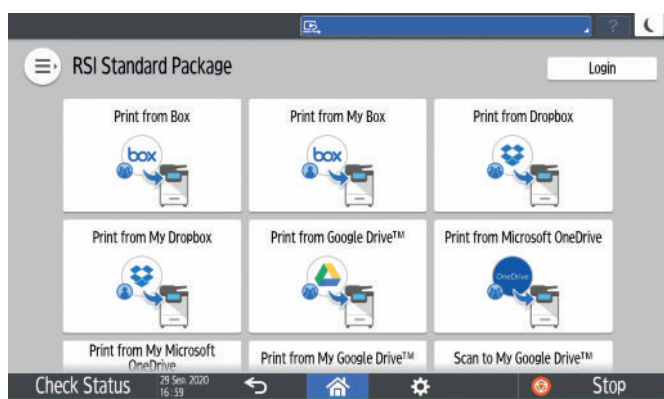 ?
RSI Standard Package
Login
Print from Box
Print from My Box
Print from Dropbox
box
box
Print from My Dropbox
Print from Google Drive™
Print from Microsoft OneDrive
OneDrive
Print from My Microsoft
OneDrive
Print from My Google Drive™
Scan to My Google Drive™
Check Status
29 Sep. 2020
16:59
Stop